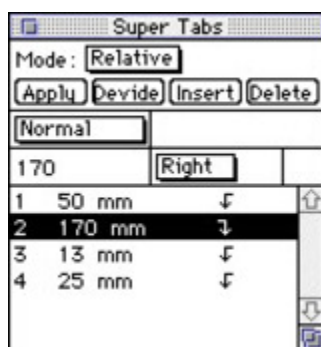 Super Tabs
Mode: Relative
Apply Devide Insert Delete
Normal
170 Right
1 50 mm
2 170 mm
3 13 mm
4 25 mm